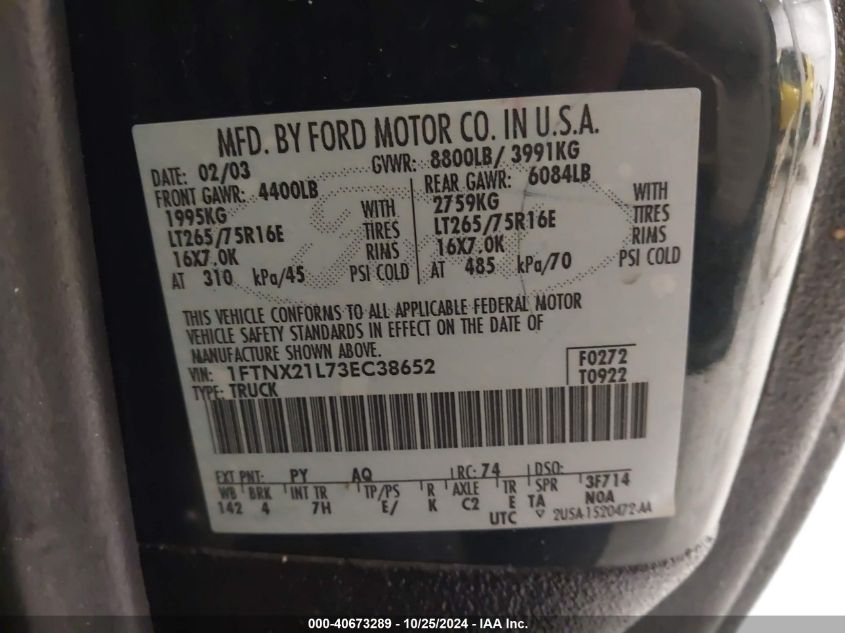 MFD. BY FORD MOTOR CO. IN U.S.A.
DATE: 02/03 GVWR: 8800LB/ 3991KG
FRONT GAWR: 4400LB REAR GAWR: 6084LB
1995KG WITH 2759KG WITH
LT265/75R16E TIRES LT265/75R16E TIRES
16X7.0K RIMS 16X7.0K RIMS
AT 310 kPa/45 PSI COLD AT 485 kPa/70 PSI COLD
THIS VEHICLE CONFORMS TO ALL APPLICABLE FEDERAL MOTOR
VEHICLE SAFETY STANDARDS IN EFFECT ON THE DATE OF
MANUFACTURE SHOWN ABOVE.
VIN: 1FTNX21L73EC38652 F0272
TYPE: TRUCK T0922
EXT PNT: PY AQ RC: 74 DSO:
WB BRK INT TR TP/PS R AXLE TR SPR 3F714
142 4 7H E/ K C2 E TA NOA
UTC 2USA-1520472-AA
000-40673289 - 10/25/2024 - IAA Inc.